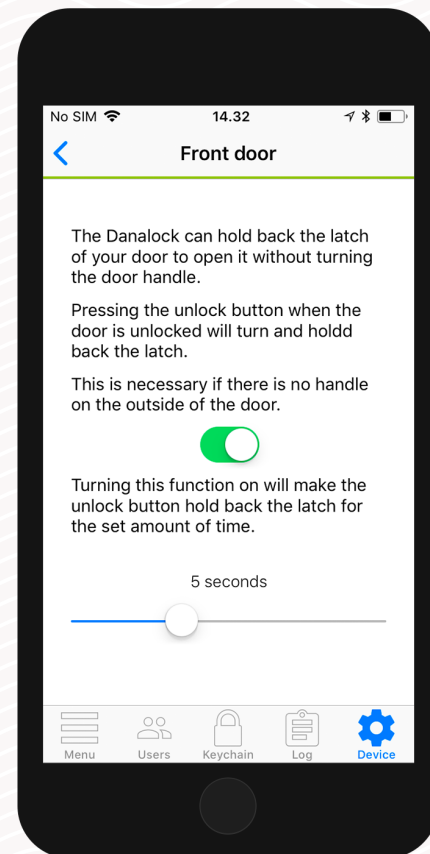 No SIM 14.32
Front door
The Danalock can hold back the latch
of your door to open it without turning
the door handle.
Pressing the unlock button when the
door is unlocked will turn and holdd
back the latch.
This is necessary if there is no handle
on the outside of the door.
Turning this function on will make the
unlock button hold back the latch for
the set amount of time.
5 seconds
Menu Users Keychain Log Device